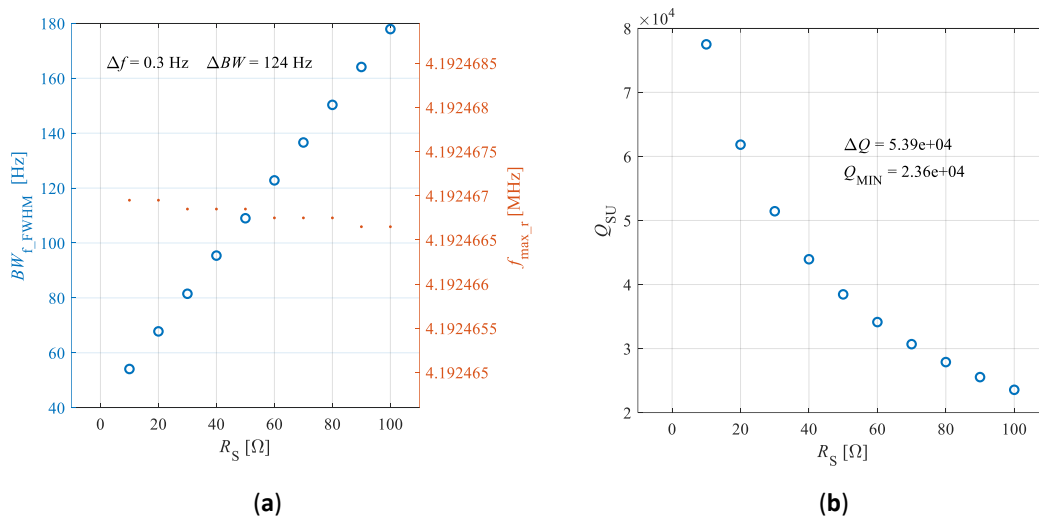 180
160
140
120
100
80
60
40
BW_f_FWHM [Hz]
Δf = 0.3 Hz ΔBW = 124 Hz
4.1924685
4.192468
4.1924675
4.192467
4.1924665
4.192466
4.1924655
4.192465
f_max_r [MHz]
0 20 40 60 80 100
R_S [Ω]
(a)
×10^4
8
7
6
5
4
3
2
Q_SU
ΔQ = 5.39e+04
Q_MIN = 2.36e+04
0 20 40 60 80 100
R_S [Ω]
(b)